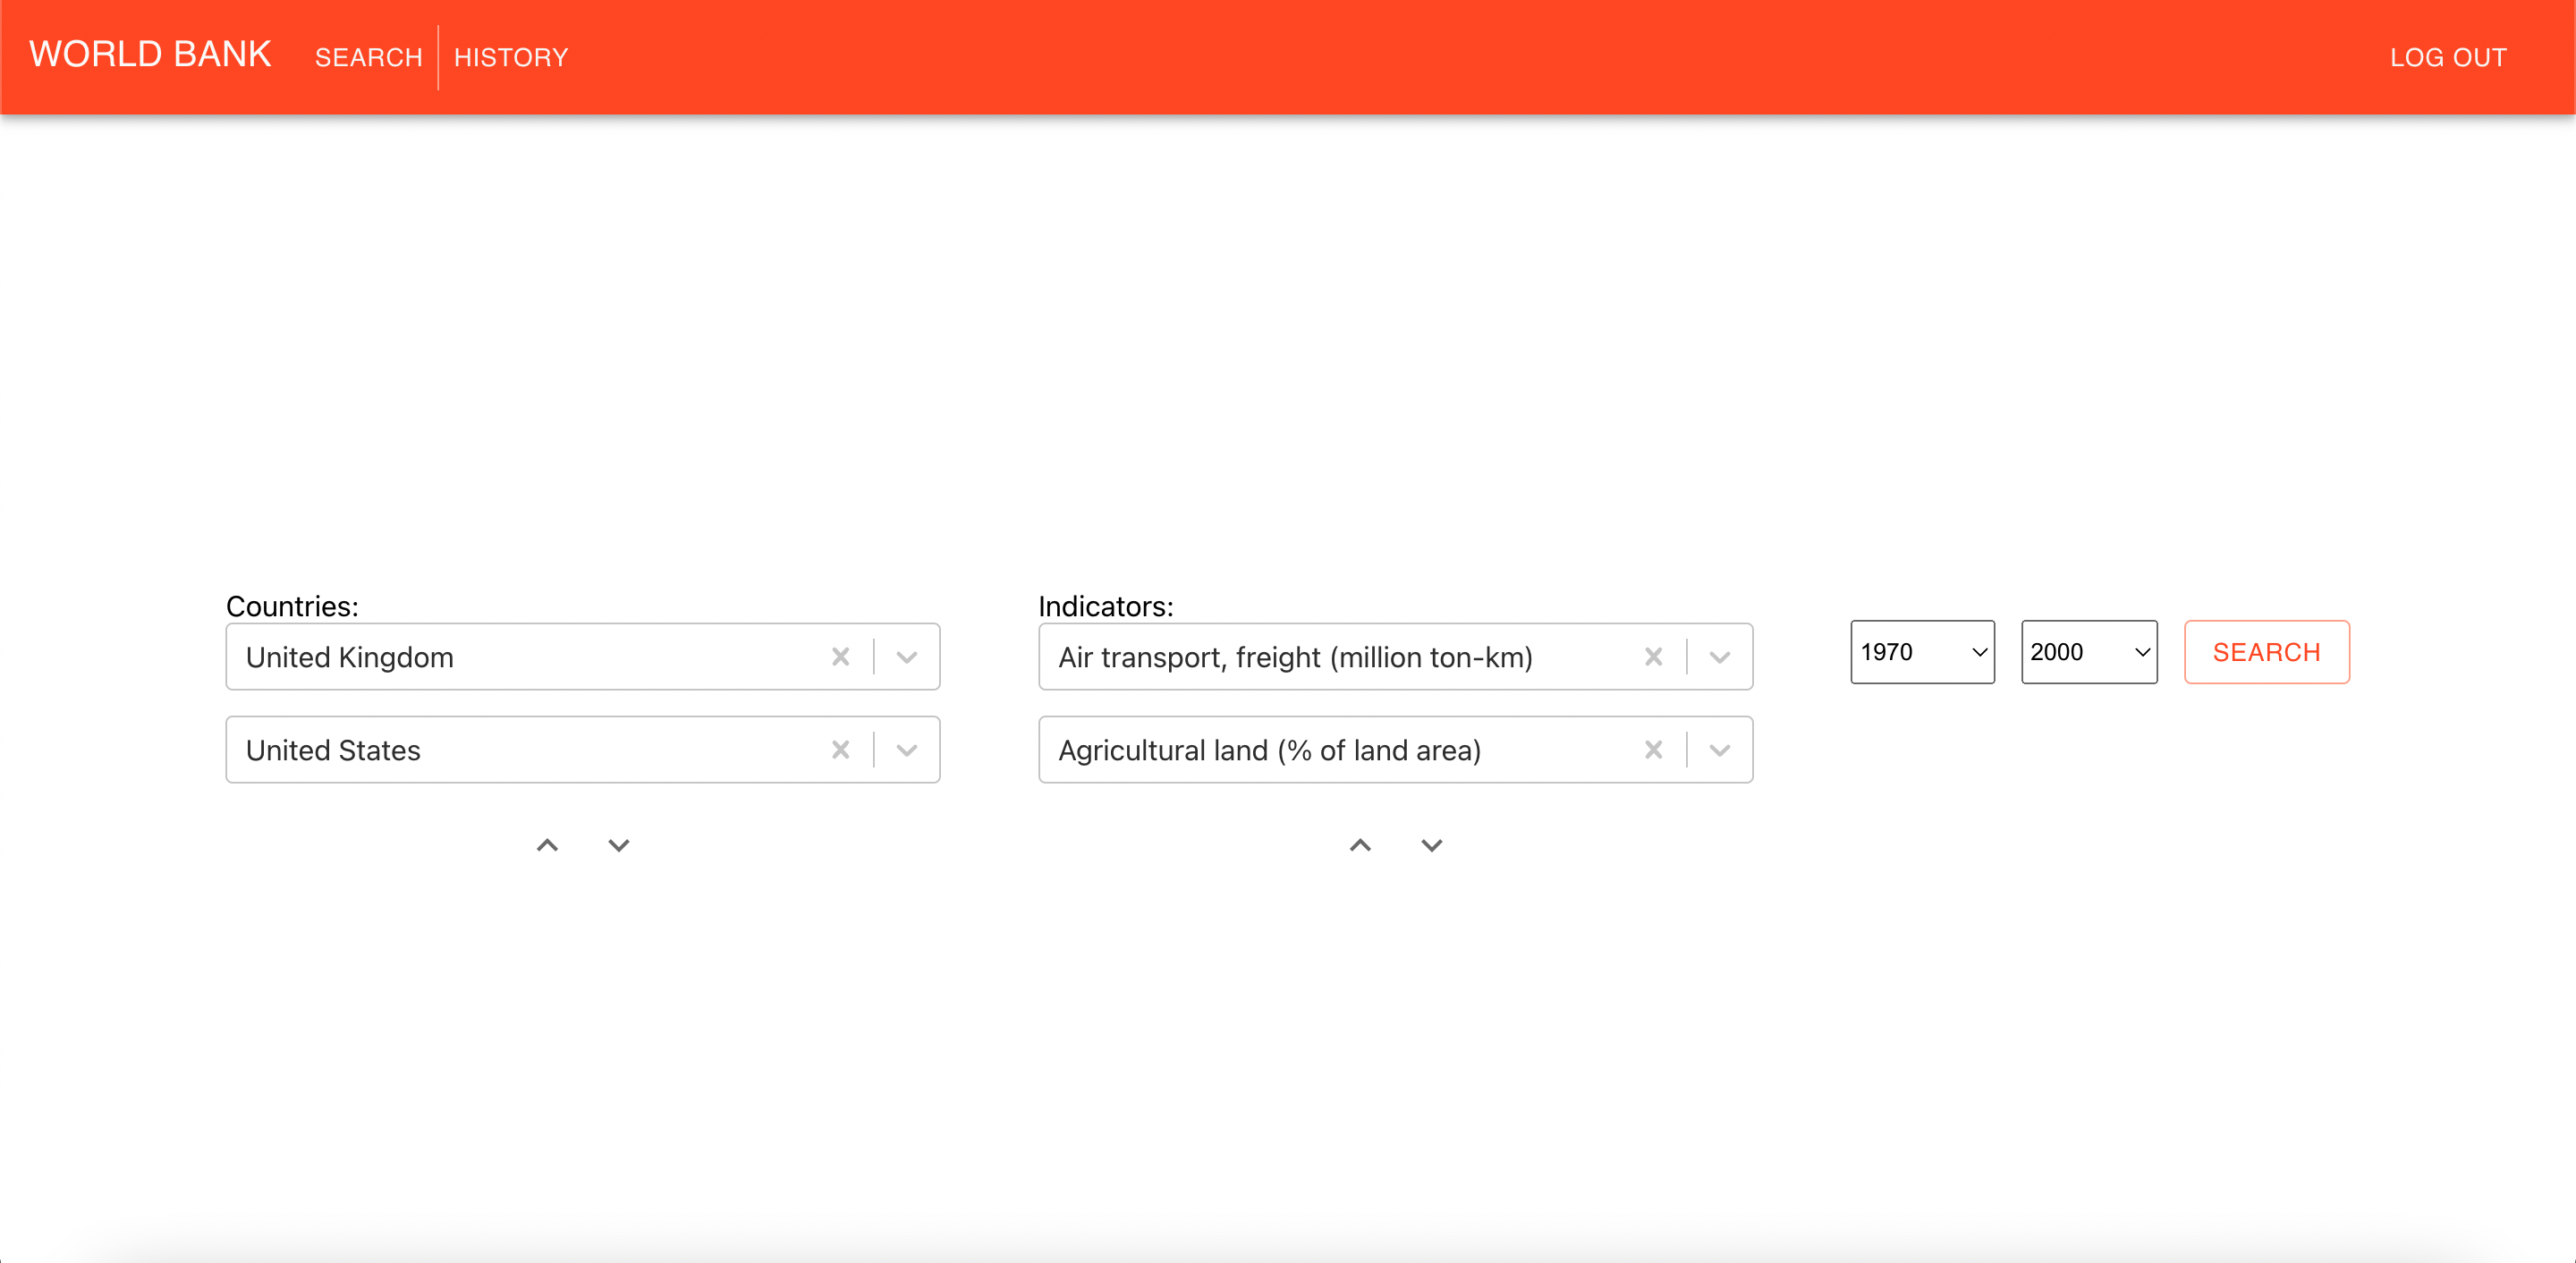 WORLD BANK
SEARCH
HISTORY
LOG OUT
Countries:
United Kingdom
United States
Indicators:
Air transport, freight (million ton-km)
Agricultural land (% of land area)
1970
2000
SEARCH